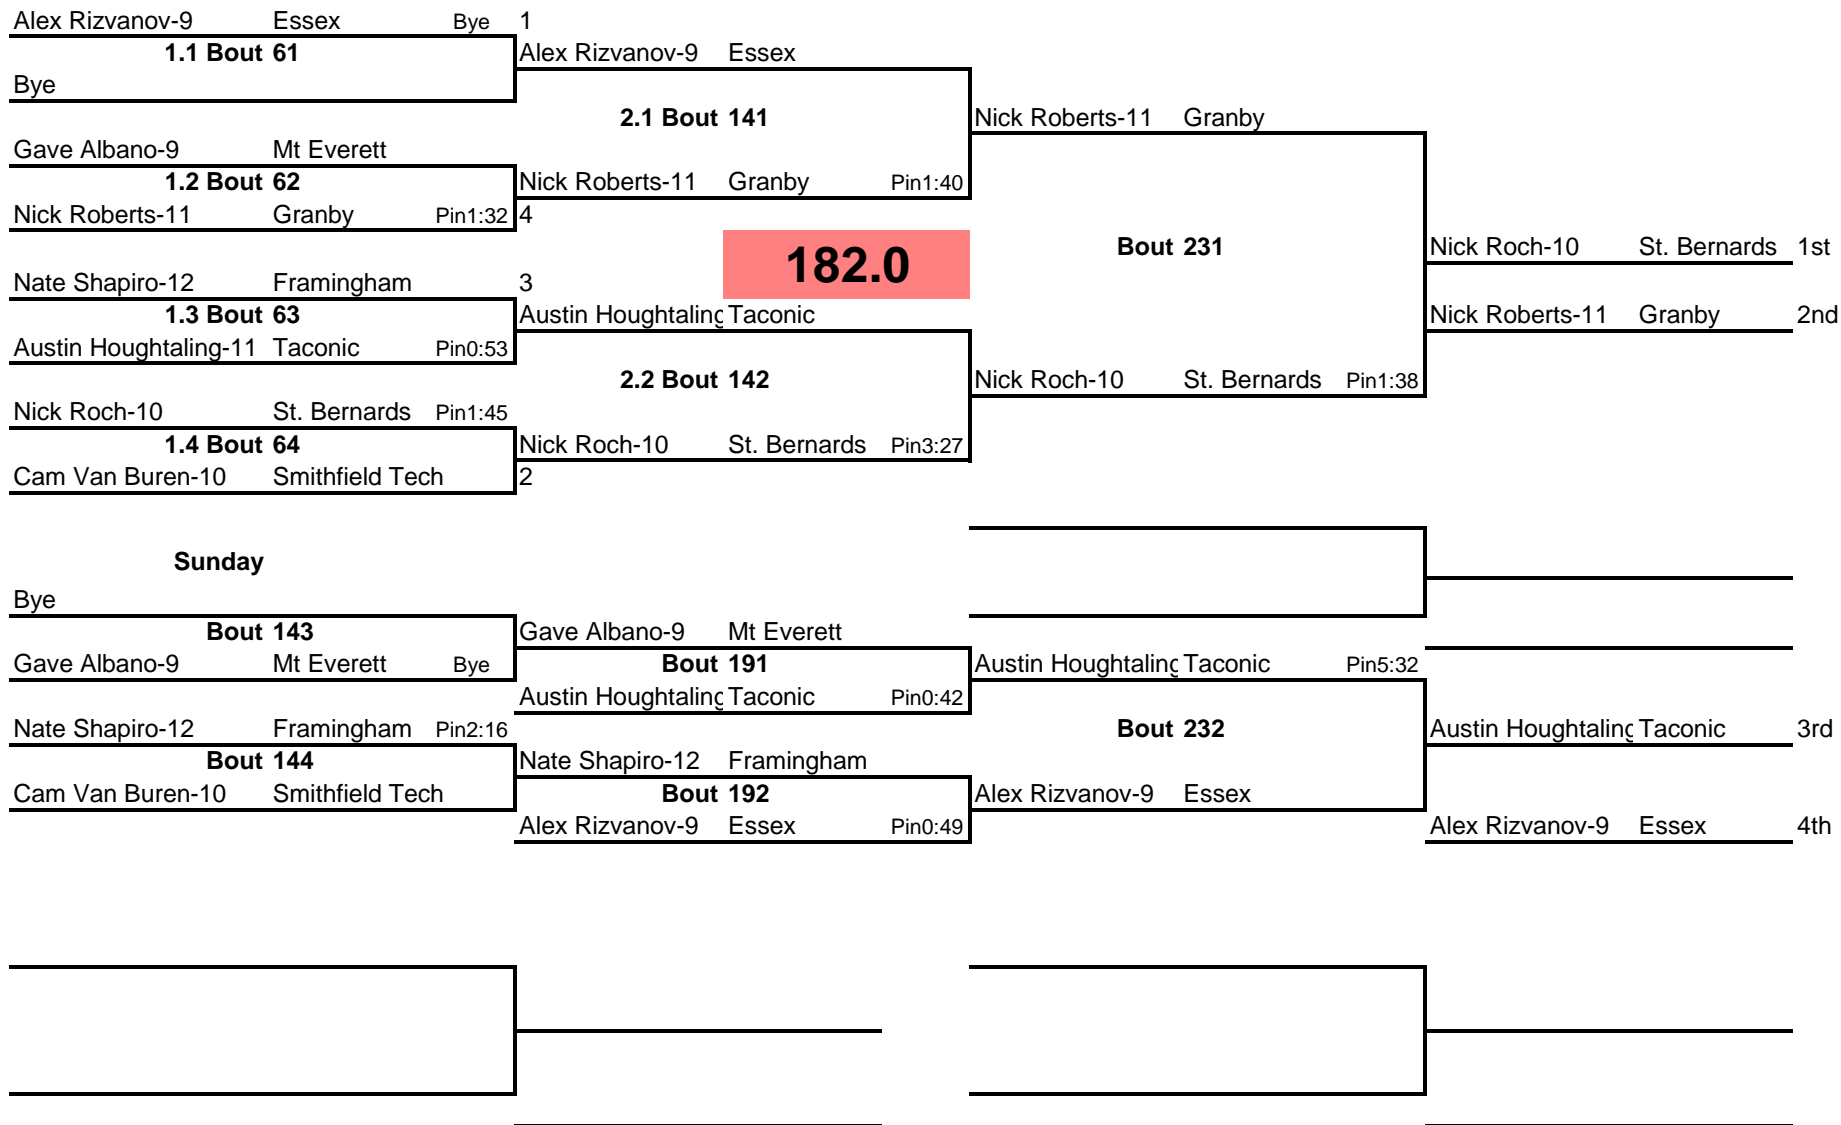 Alex Rizvanov-9 Essex Bye 1
1.1 Bout 61 Alex Rizvanov-9 Essex
Bye
2.1 Bout 141 Nick Roberts-11 Granby
Gave Albano-9 Mt Everett
1.2 Bout 62 Nick Roberts-11 Granby Pin1:40
Nick Roberts-11 Granby Pin1:32 4
182.0 Bout 231 Nick Roch-10 St. Bernards 1st
Nate Shapiro-12 Framingham 3
1.3 Bout 63 Austin Houghtaling Taconic Nick Roberts-11 Granby 2nd
Austin Houghtaling-11 Taconic Pin0:53
2.2 Bout 142 Nick Roch-10 St. Bernards Pin1:38
Nick Roch-10 St. Bernards Pin1:45
1.4 Bout 64 Nick Roch-10 St. Bernards Pin3:27
Cam Van Buren-10 Smithfield Tech 2
Sunday
Bye
Bout 143 Gave Albano-9 Mt Everett
Gave Albano-9 Mt Everett Bye Bout 191 Austin Houghtaling Taconic Pin5:32
Austin Houghtaling Taconic Pin0:42
Nate Shapiro-12 Framingham Pin2:16 Bout 232 Austin Houghtaling Taconic 3rd
Bout 144 Nate Shapiro-12 Framingham
Cam Van Buren-10 Smithfield Tech Bout 192 Alex Rizvanov-9 Essex
Alex Rizvanov-9 Essex Pin0:49 Alex Rizvanov-9 Essex 4th